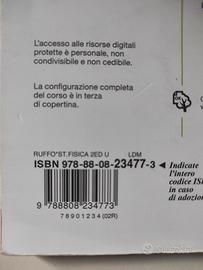 L'accesso alle risorse digitali
protette è personale, non
condivisibile e non cedibile.
La configurazione completa
del corso è in terza
di copertina.
RUFFO*ST.FISICA 2ED U LDM
ISBN 978-88-08-23477-3
Indicate
l'intero
codice IS
in caso
di adozion
9 788808 234773
78901234 (02R)
subito